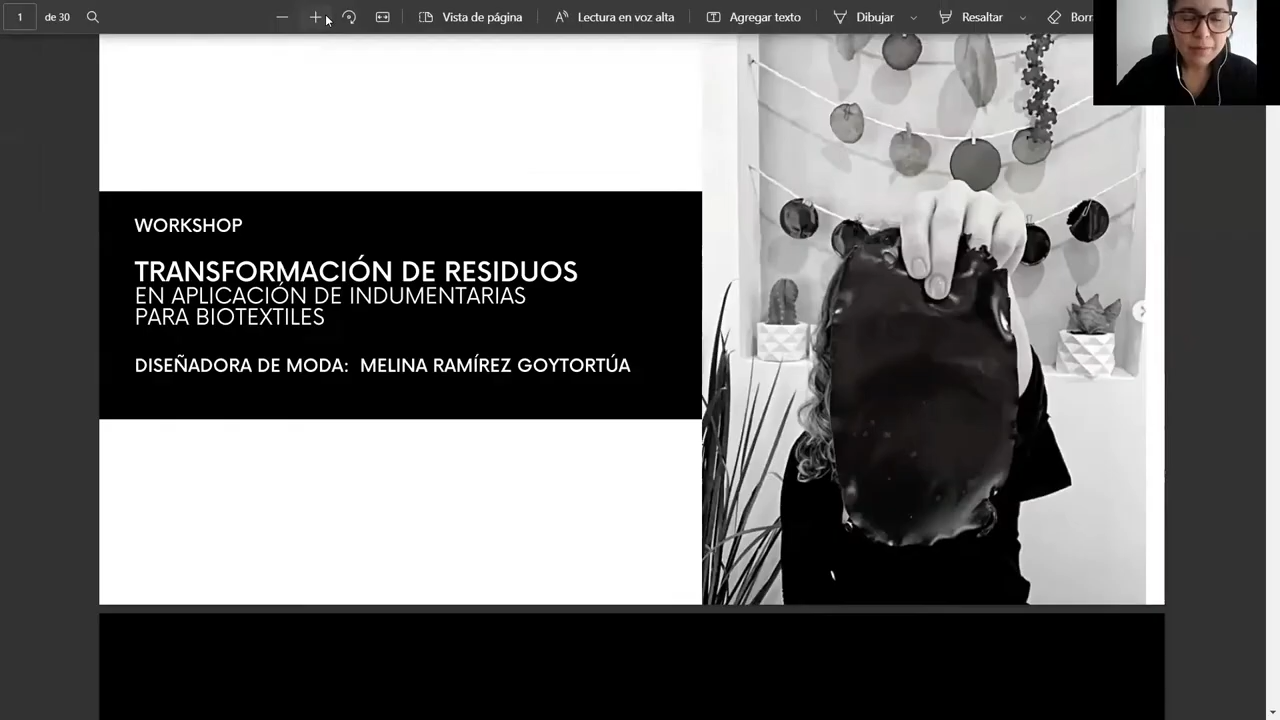 1 de 30 Vista de página Lectura en voz alta Agregar texto Dibujar Resaltar
WORKSHOP
TRANSFORMACIÓN DE RESIDUOS
EN APLICACIÓN DE INDUMENTARIAS
PARA BIOTEXTILES
DISEÑADORA DE MODA: MELINA RAMÍREZ GOYTORTÚA